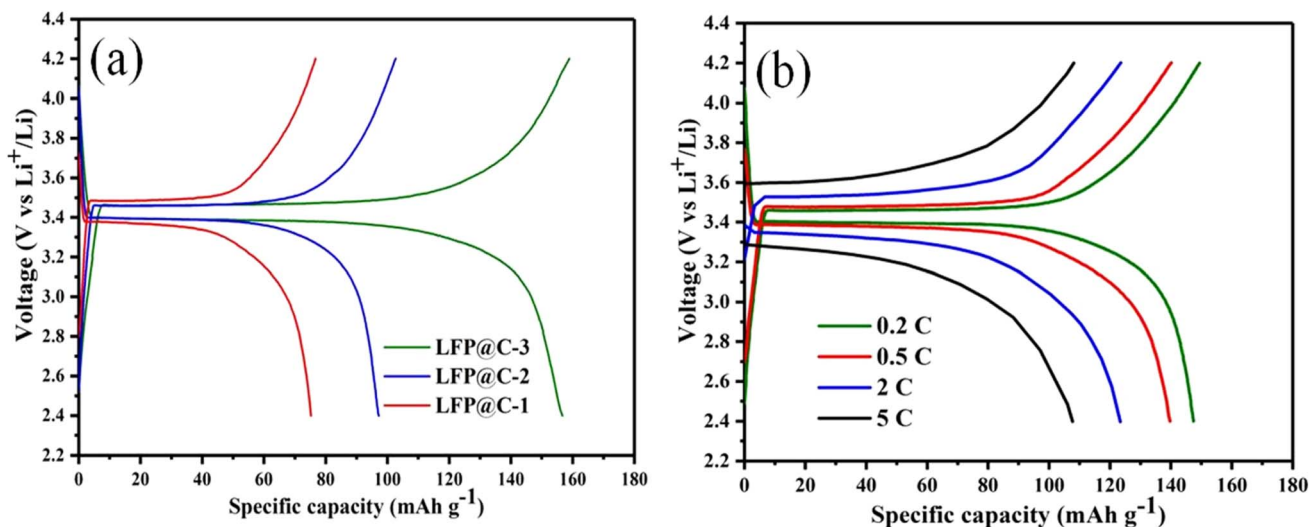 (a)
4.4
4.2
4.0
3.8
3.6
3.4
3.2
3.0
2.8
2.6
2.4
2.2
Voltage (V vs Li⁺/Li)
LFP@C-3
LFP@C-2
LFP@C-1
0 20 40 60 80 100 120 140 160 180
Specific capacity (mAh g⁻¹)
(b)
4.4
4.2
4.0
3.8
3.6
3.4
3.2
3.0
2.8
2.6
2.4
2.2
Voltage (V vs Li⁺/Li)
0.2 C
0.5 C
2 C
5 C
0 20 40 60 80 100 120 140 160 180
Specific capacity (mAh g⁻¹)